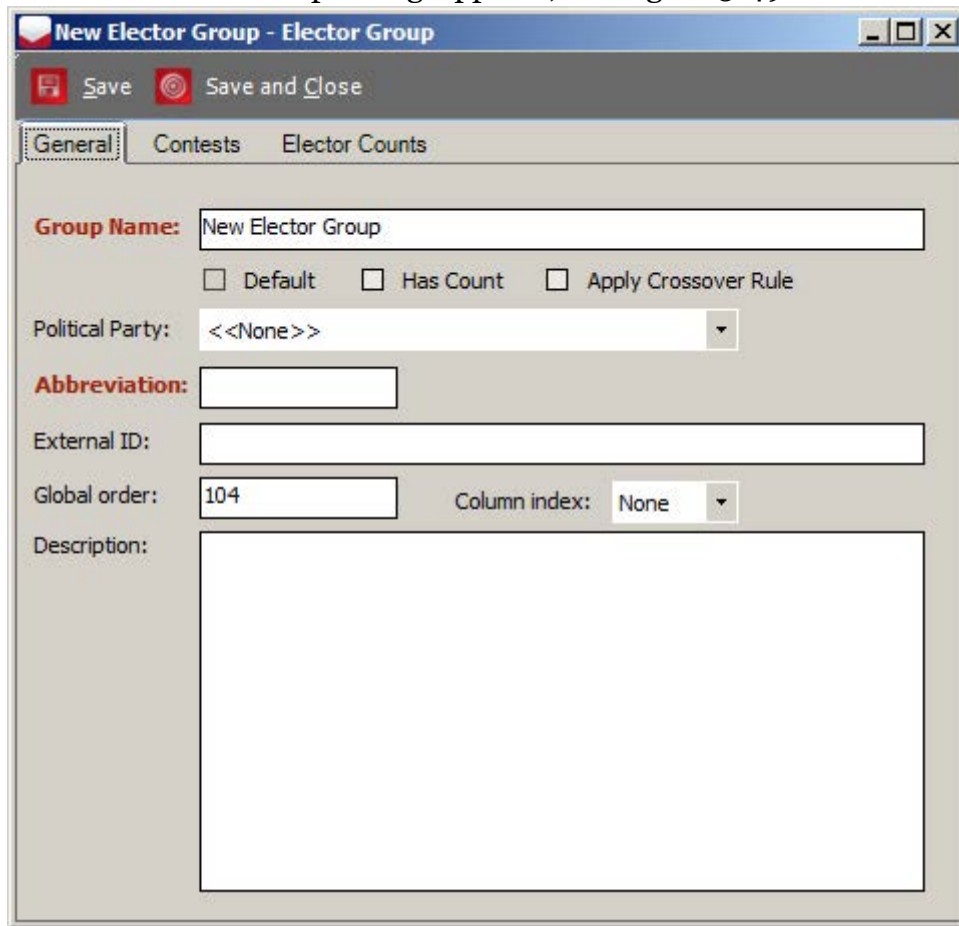 New Elector Group - Elector Group
Save Save and Close
General Contests Elector Counts
Group Name: New Elector Group
Default Has Count Apply Crossover Rule
Political Party: <<None>>
Abbreviation:
External ID:
Global order: 104 Column index: None
Description: